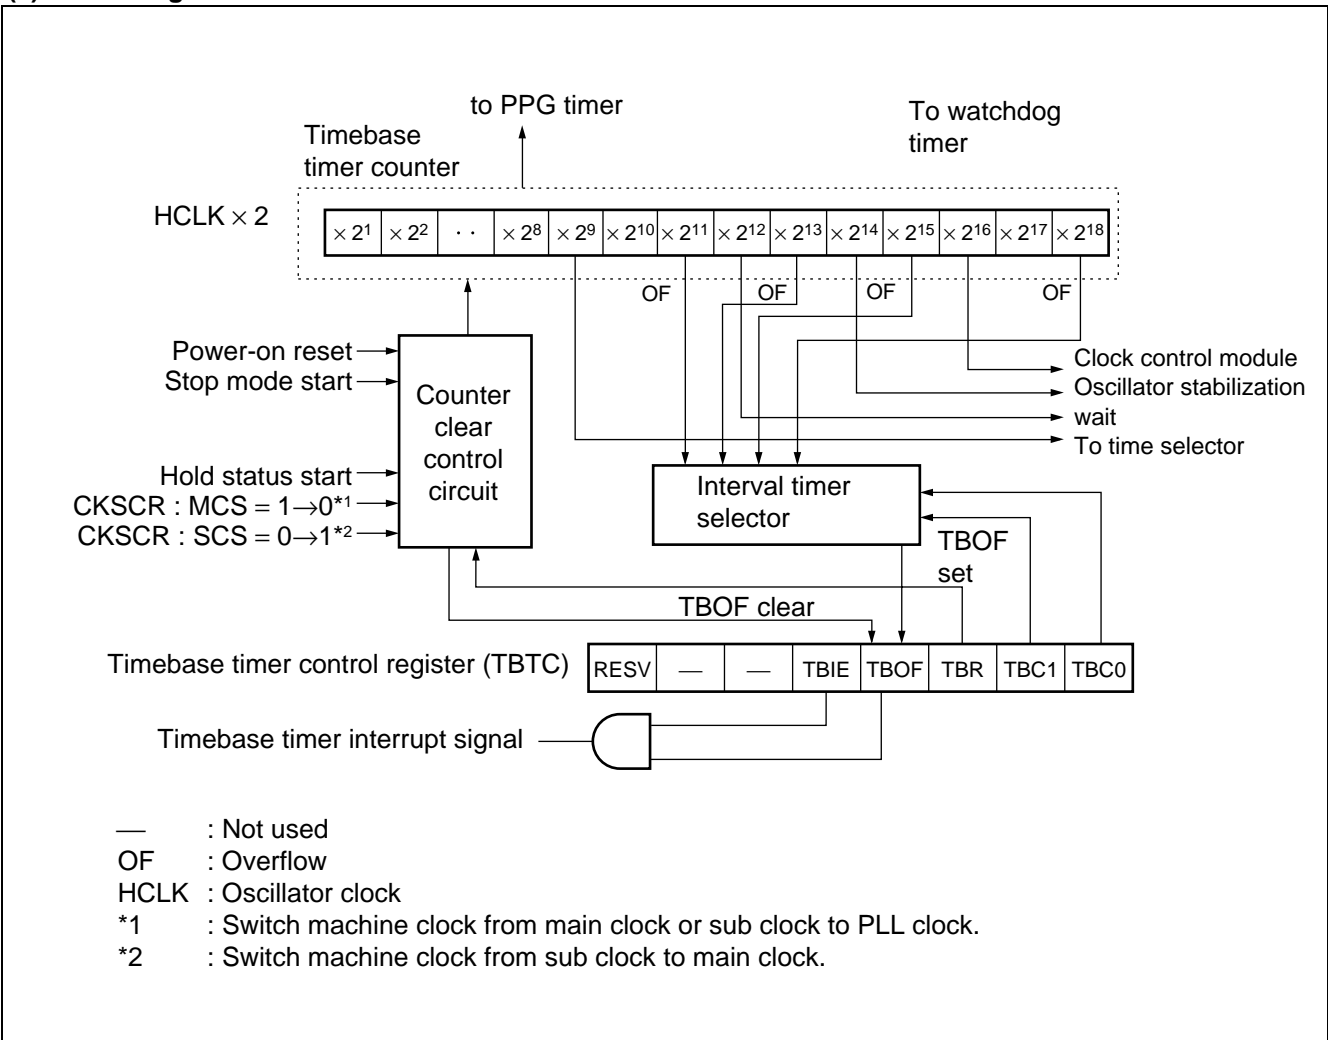 to PPG timer
To watchdog
timer
Timebase
timer counter
HCLK × 2
× 2¹ × 2² ·· × 2⁸ × 2⁹ × 2¹⁰ × 2¹¹ × 2¹² × 2¹³ × 2¹⁴ × 2¹⁵ × 2¹⁶ × 2¹⁷ × 2¹⁸
OF OF OF OF
Power-on reset
Stop mode start
Hold status start
CKSCR : MCS = 1→0*¹
CKSCR : SCS = 0→1*²
Counter
clear
control
circuit
Clock control module
Oscillator stabilization
wait
To time selector
Interval timer
selector
TBOF
set
TBOF clear
Timebase timer control register (TBTC)
RESV — — TBIE TBOF TBR TBC1 TBC0
Timebase timer interrupt signal
— : Not used
OF : Overflow
HCLK : Oscillator clock
*1 : Switch machine clock from main clock or sub clock to PLL clock.
*2 : Switch machine clock from sub clock to main clock.